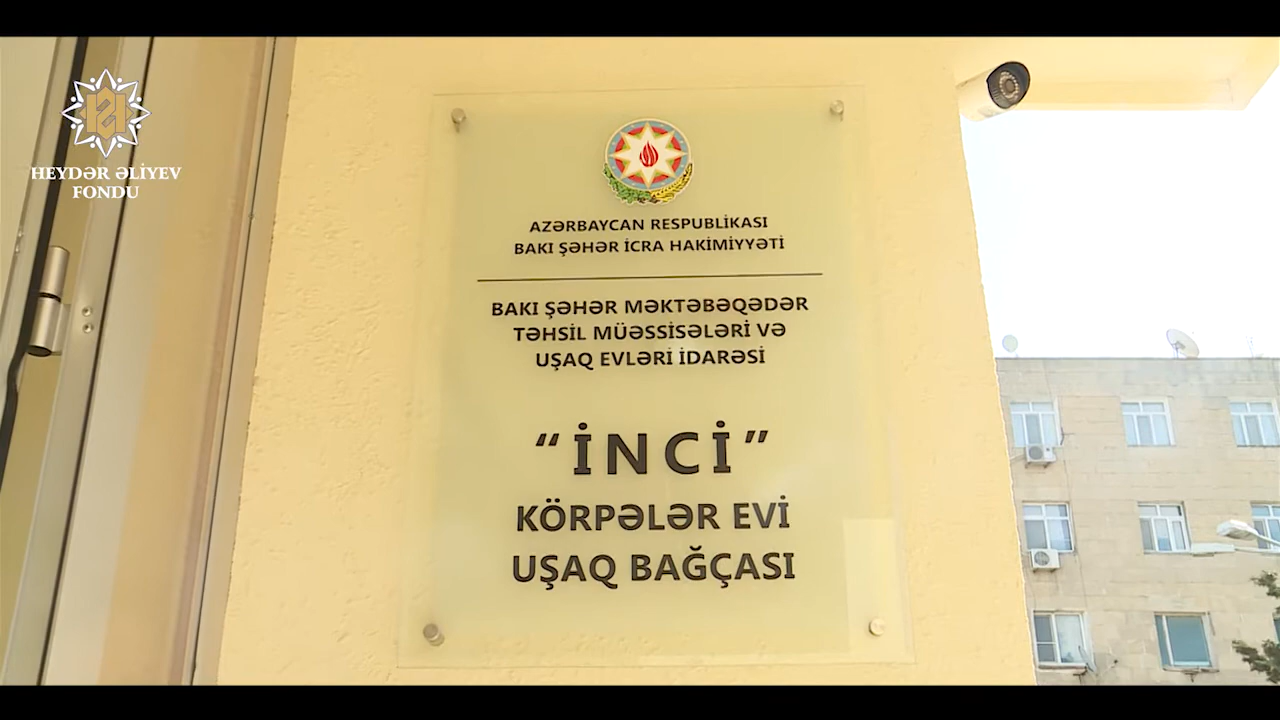 HEYDƏR ƏLİYEV
FONDU
AZƏRBAYCAN RESPUBLİKASI
BAKI ŞƏHƏR İCRA HAKİMİYYƏTİ
BAKI ŞƏHƏR MƏKTƏBƏQƏDƏR
TƏHSİL MÜƏSSİSƏLƏRİ VƏ
UŞAQ EVLƏRİ İDARƏSİ
“İNCİ”
KÖRPƏLƏR EVİ
UŞAQ BAĞÇASI